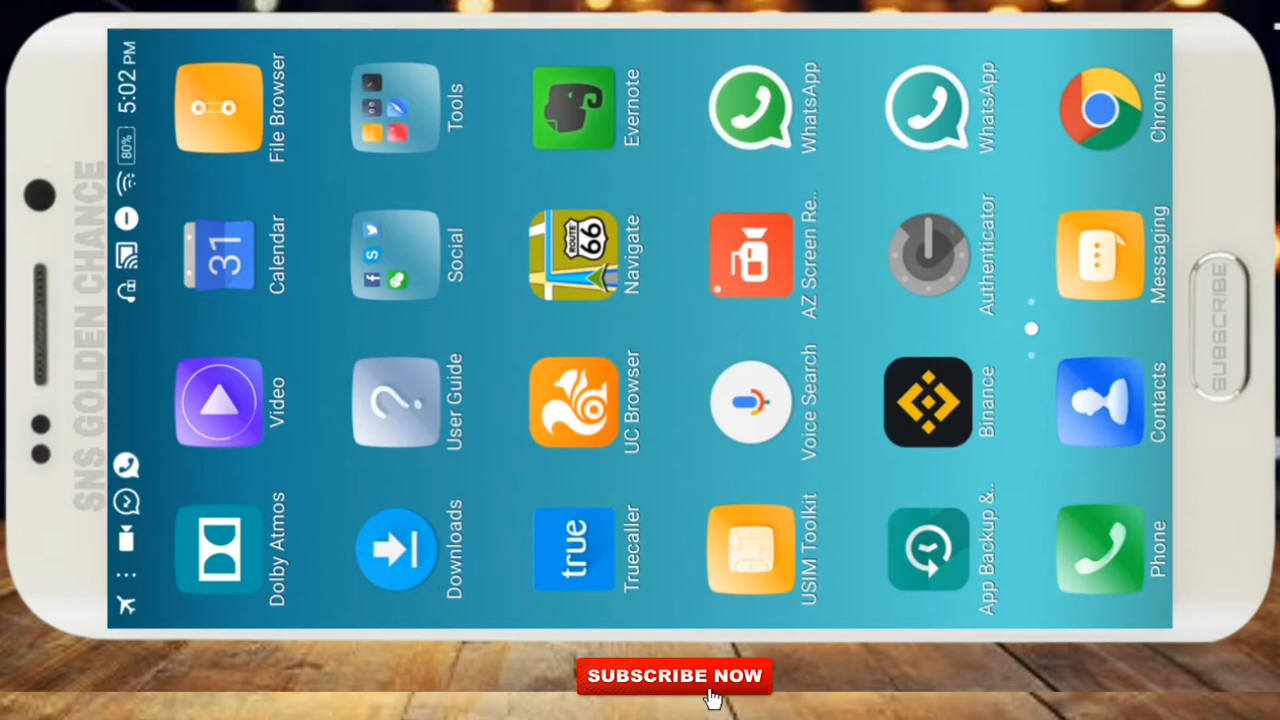 SNS GOLDEN CHANCE
80% 5:02 PM
31
Dolby Atmos Video Calendar File Browser
?
Downloads User Guide Social Tools
true ROUTE 66
Truecaller UC Browser Navigate Evernote
USIM Toolkit Voice Search AZ Screen Re.. WhatsApp
App Backup &.. Binance Authenticator WhatsApp
Phone Contacts Messaging Chrome
SUBSCRIBE
SUBSCRIBE NOW